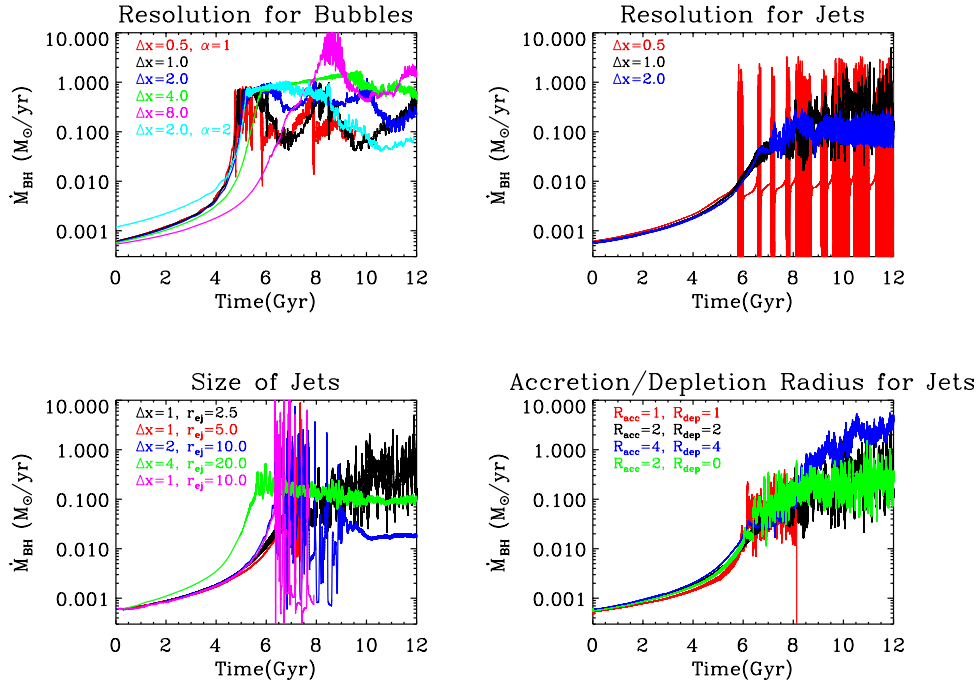 Resolution for Bubbles
Δx=0.5, α=1
Δx=1.0
Δx=2.0
Δx=4.0
Δx=8.0
Δx=2.0, α=2
10.000
1.000
0.100
0.010
0.001
Ṁ_BH (M_⊙/yr)
0 2 4 6 8 10 12
Time(Gyr)
Resolution for Jets
Δx=0.5
Δx=1.0
Δx=2.0
10.000
1.000
0.100
0.010
0.001
Ṁ_BH (M_⊙/yr)
0 2 4 6 8 10 12
Time(Gyr)
Size of Jets
Δx=1, r_ej=2.5
Δx=1, r_ej=5.0
Δx=2, r_ej=10.0
Δx=4, r_ej=20.0
Δx=1, r_ej=10.0
10.000
1.000
0.100
0.010
0.001
Ṁ_BH (M_⊙/yr)
0 2 4 6 8 10 12
Time(Gyr)
Accretion/Depletion Radius for Jets
R_acc=1, R_dep=1
R_acc=2, R_dep=2
R_acc=4, R_dep=4
R_acc=2, R_dep=0
10.000
1.000
0.100
0.010
0.001
Ṁ_BH (M_⊙/yr)
0 2 4 6 8 10 12
Time(Gyr)